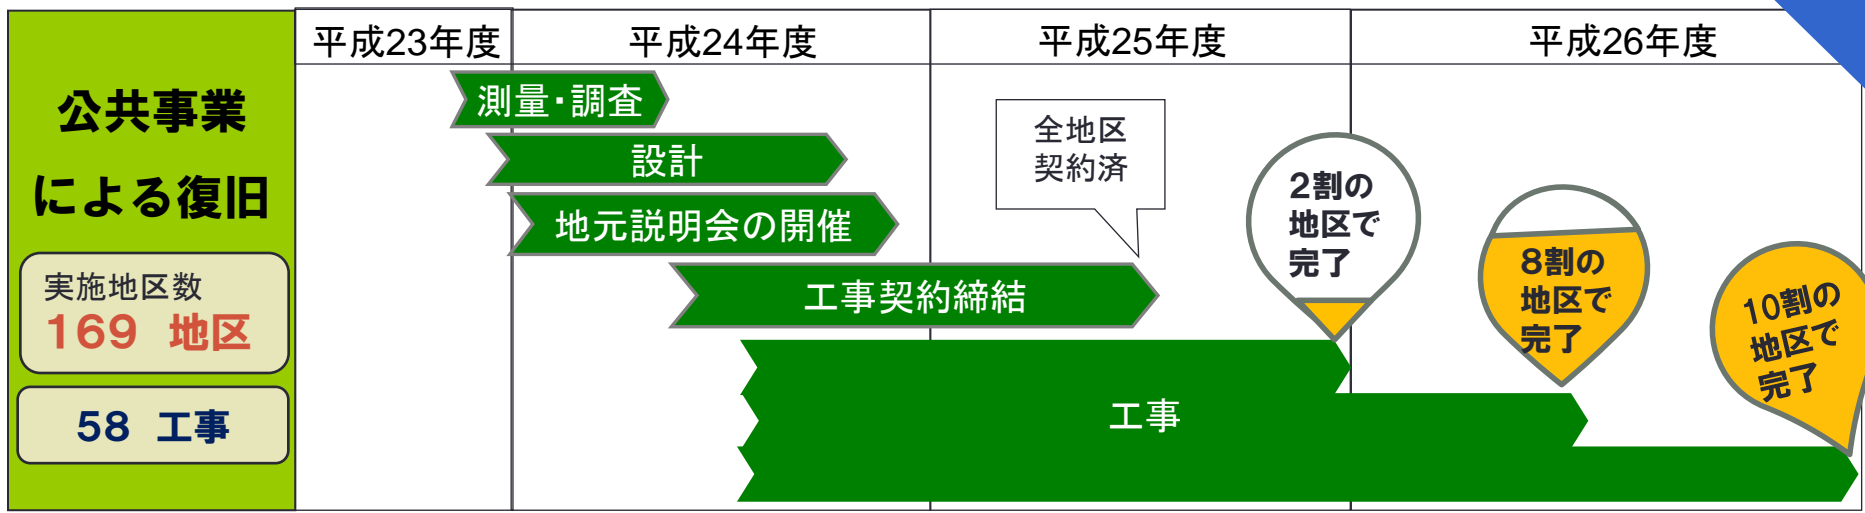 公共事業
による復旧
実施地区数
169 地区
58 工事
平成23年度
平成24年度
平成25年度
平成26年度
測量・調査
設計
地元説明会の開催
工事契約締結
工事
全地区
契約済
2割の
地区で
完了
8割の
地区で
完了
10割の
地区で
完了